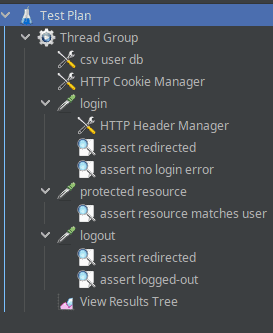 Test Plan
Thread Group
csv user db
HTTP Cookie Manager
login
HTTP Header Manager
assert redirected
assert no login error
protected resource
assert resource matches user
logout
assert redirected
assert logged-out
View Results Tree